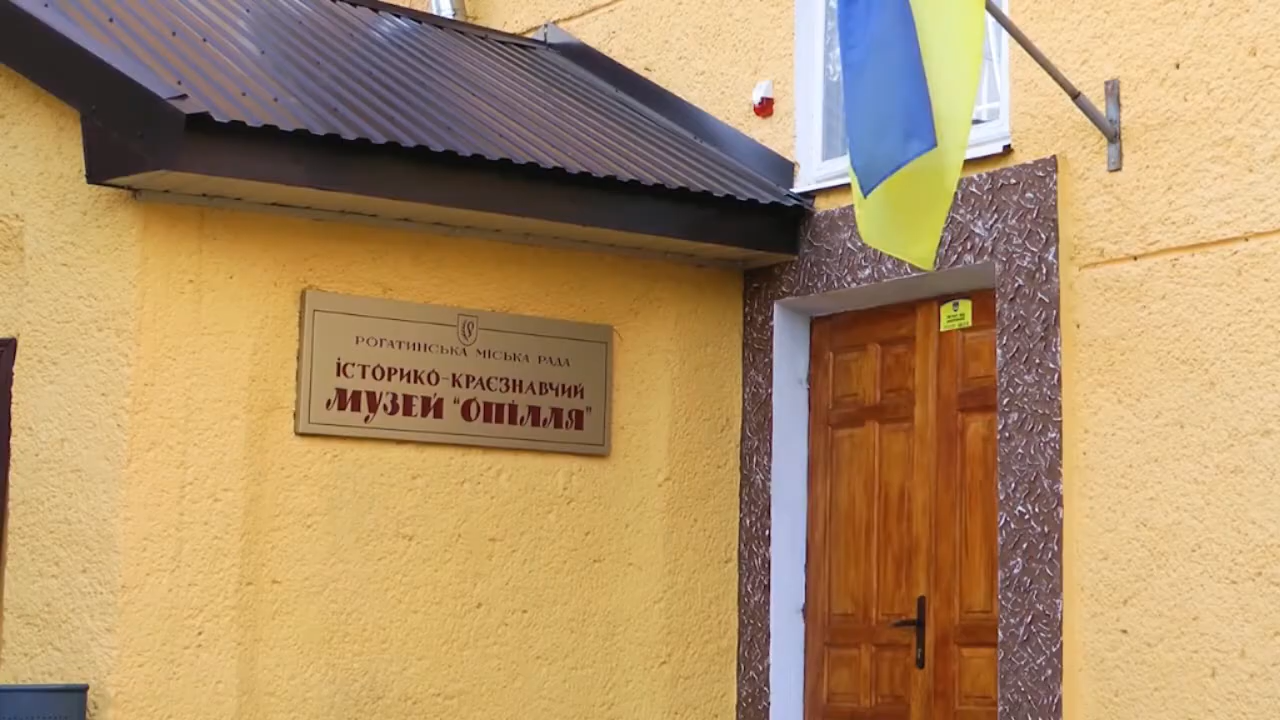 РОГАТИНСЬКА МІСЬКА РАДА
ІСТОРИКО-КРАЄЗНАВЧИЙ
МУЗЕЙ "ОПІЛЛЯ"